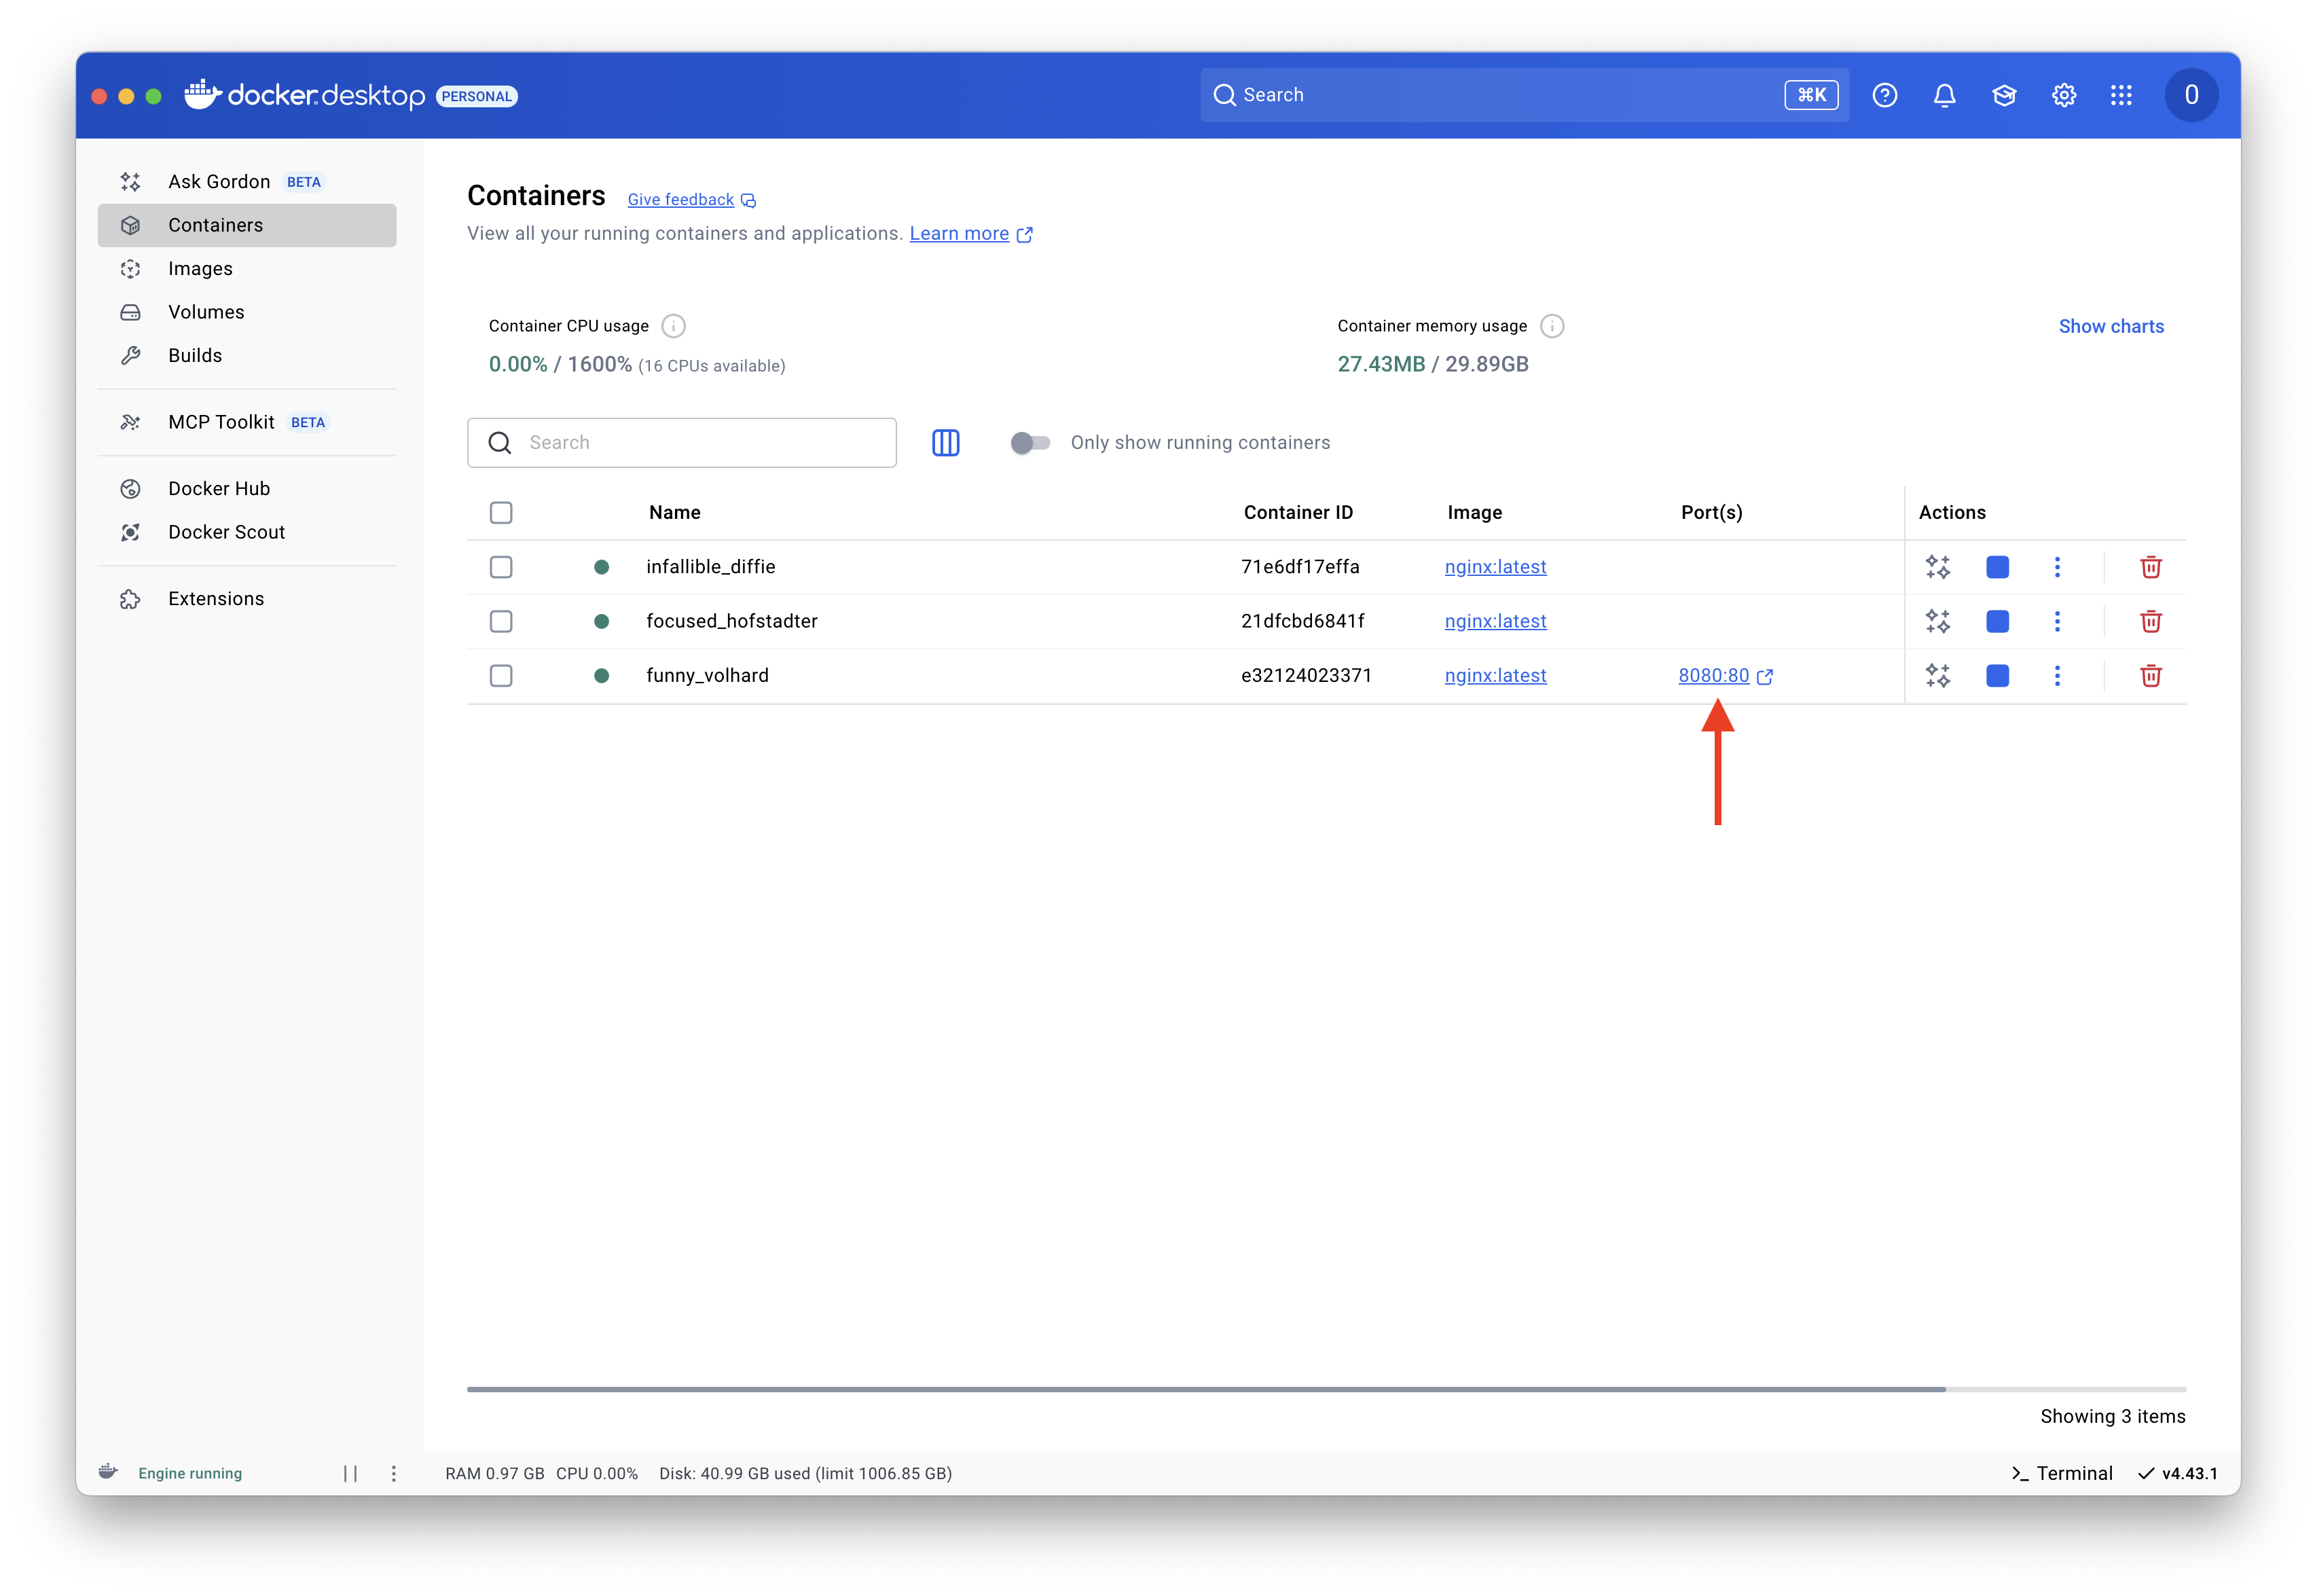 docker.desktop PERSONAL
Search ⌘K
0
Ask Gordon BETA
Containers
Images
Volumes
Builds
MCP Toolkit BETA
Docker Hub
Docker Scout
Extensions
Containers Give feedback
View all your running containers and applications. Learn more
Container CPU usage
0.00% / 1600% (16 CPUs available)
Container memory usage
27.43MB / 29.89GB
Show charts
Search
Only show running containers
Name Container ID Image Port(s) Actions
infallible_diffie 71e6df17effa nginx:latest
focused_hofstadter 21dfcbd6841f nginx:latest
funny_volhard e32124023371 nginx:latest 8080:80
Showing 3 items
Engine running RAM 0.97 GB CPU 0.00% Disk: 40.99 GB used (limit 1006.85 GB) Terminal v4.43.1